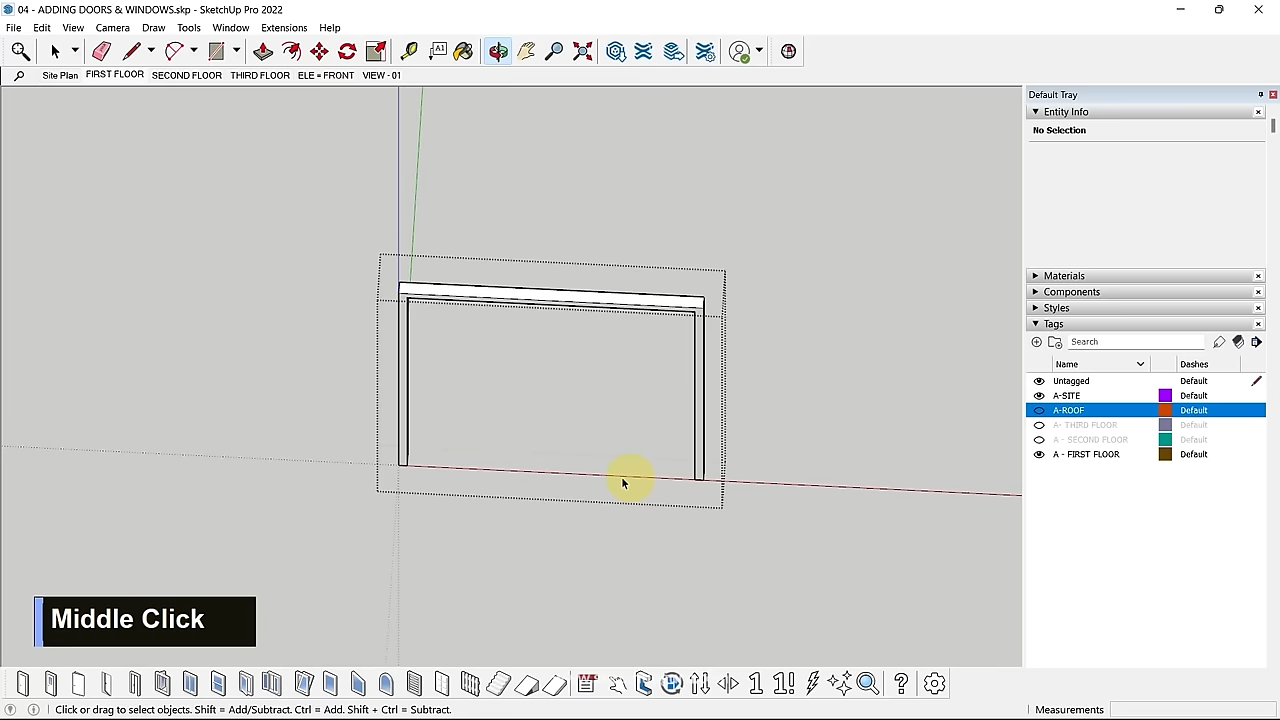 04 - ADDING DOORS & WINDOWS.skp - SketchUp Pro 2022
File Edit View Camera Draw Tools Window Extensions Help
A1
Site Plan FIRST FLOOR SECOND FLOOR THIRD FLOOR ELE = FRONT VIEW - 01
Default Tray
Entity Info
No Selection
Materials
Components
Styles
Tags
Search
Name Dashes
Untagged Default
A-SITE Default
A-ROOF Default
A- THIRD FLOOR Default
A - SECOND FLOOR Default
A - FIRST FLOOR Default
Middle Click
1 1! ?
Click or drag to select objects. Shift = Add/Subtract. Ctrl = Add. Shift + Ctrl = Subtract.
Measurements